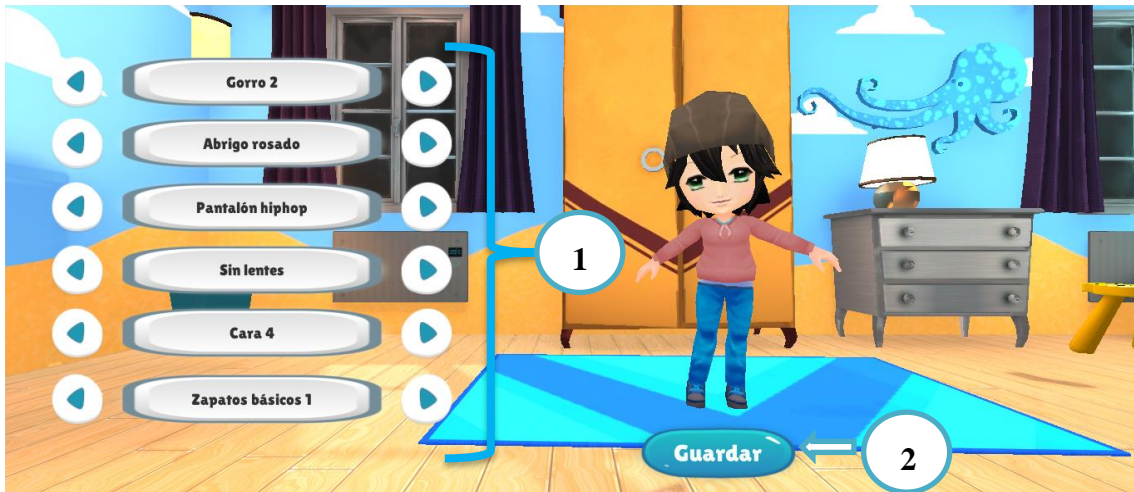 Gorro 2
Abrigo rosado
Pantalón hiphop
Sin lentes
Cara 4
Zapatos básicos 1
1
Guardar
2